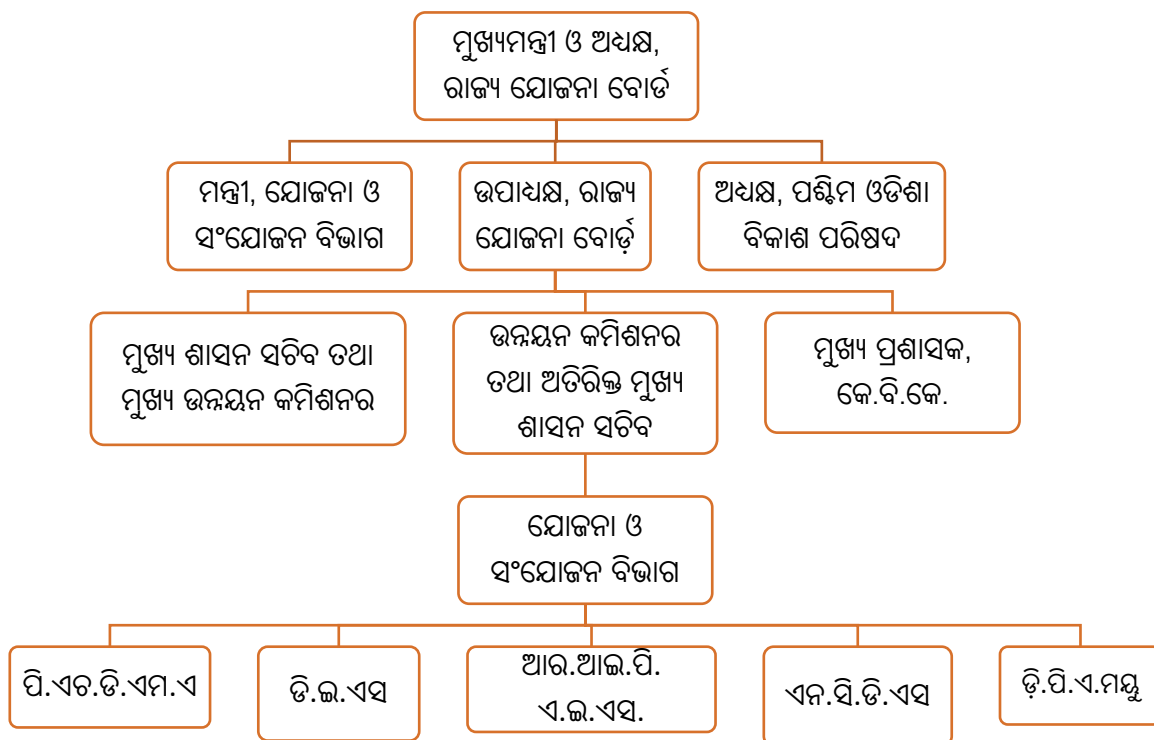 ମୁଖ୍ୟମନ୍ତ୍ରୀ ଓ ଅଧ୍ୟକ୍ଷ,
ରାଜ୍ୟ ଯୋଜନା ବୋର୍ଡ
ମନ୍ତ୍ରୀ, ଯୋଜନା ଓ
ସଂଯୋଜନ ବିଭାଗ
ଉପାଧ୍ୟକ୍ଷ, ରାଜ୍ୟ
ଯୋଜନା ବୋର୍ଡ଼
ଅଧ୍ୟକ୍ଷ, ପଶ୍ଚିମ ଓଡିଶା
ବିକାଶ ପରିଷଦ
ମୁଖ୍ୟ ଶାସନ ସଚିବ ତଥା
ମୁଖ୍ୟ ଉନ୍ନୟନ କମିଶନର
ଉନ୍ନୟନ କମିଶନର
ତଥା ଅତିରିକ୍ତ ମୁଖ୍ୟ
ଶାସନ ସଚିବ
ମୁଖ୍ୟ ପ୍ରଶାସକ,
କେ.ବି.କେ.
ଯୋଜନା ଓ
ସଂଯୋଜନ ବିଭାଗ
ପି.ଏଚ.ଡି.ଏମ.ଏ
ଡି.ଇ.ଏସ
ଆର.ଆଇ.ପି.
ଏ.ଇ.ଏସ.
ଏନ.ସି.ଡି.ଏସ
ଡ଼ି.ପି.ଏ.ମୟୁ